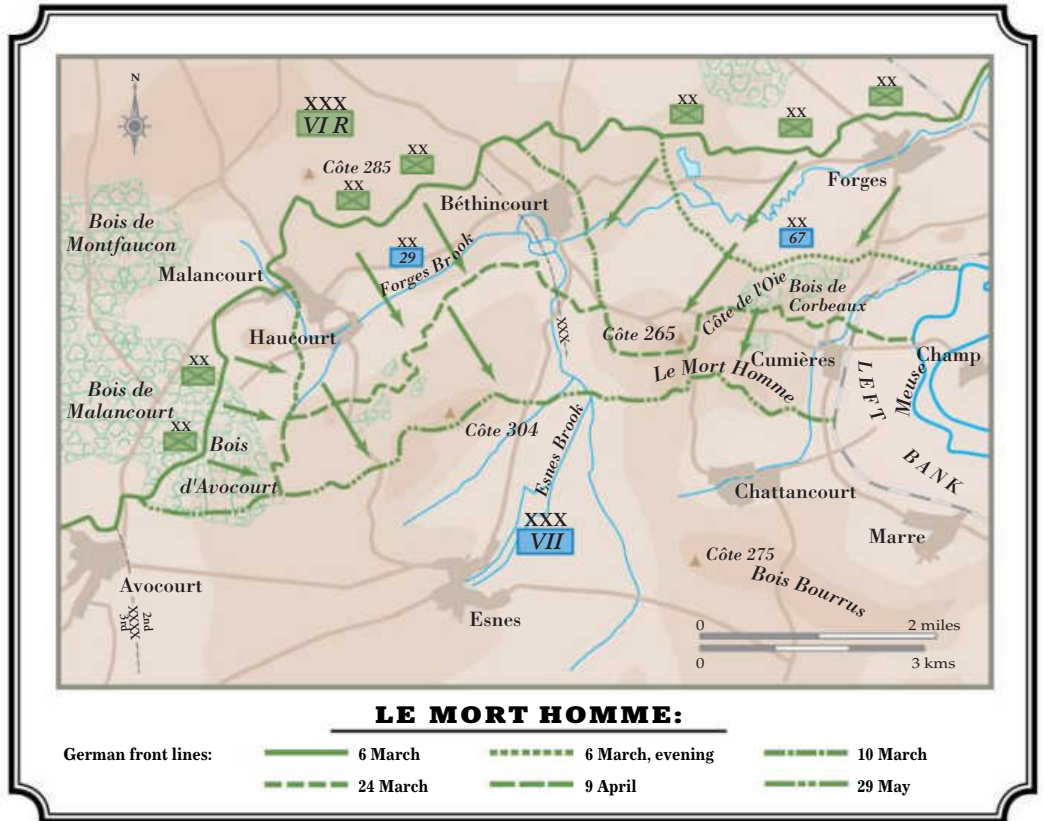 N
XXX
VI R
XX
XX
XX
XX
XX
Côte 285
Forges
Bois de
Montfaucon
Béthincourt
XX
29
XX
67
Malancourt
Forges Brook
Côte de l'Oie
Bois de
Corbeaux
Haucourt
XXX
Côte 265
Cumières
Champ
Le Mort Homme
LEFT
BANK
Meuse
XX
Bois de
Malancourt
XX
Bois
d'Avocourt
Côte 304
Esnes Brook
Chattancourt
XXX
VII
Marre
Côte 275
Bois Bourrus
Avocourt
2nd
XXXX
3rd
Esnes
0 2 miles
0 3 kms
LE MORT HOMME:
German front lines:
6 March
6 March, evening
10 March
24 March
9 April
29 May